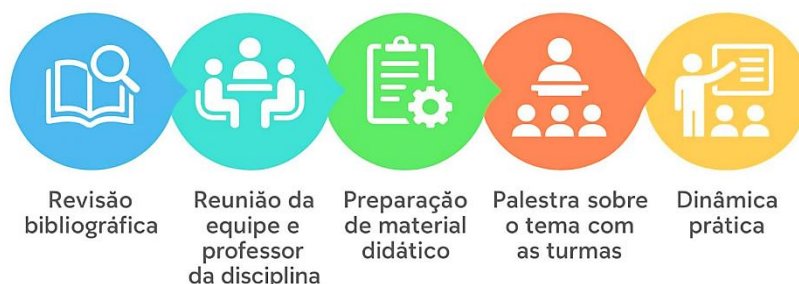 Revisão
bibliográfica
Reunião da
equipe e
professor
da disciplina
Preparação
de material
didático
Palestra sobre
o tema com
as turmas
Dinâmica
prática